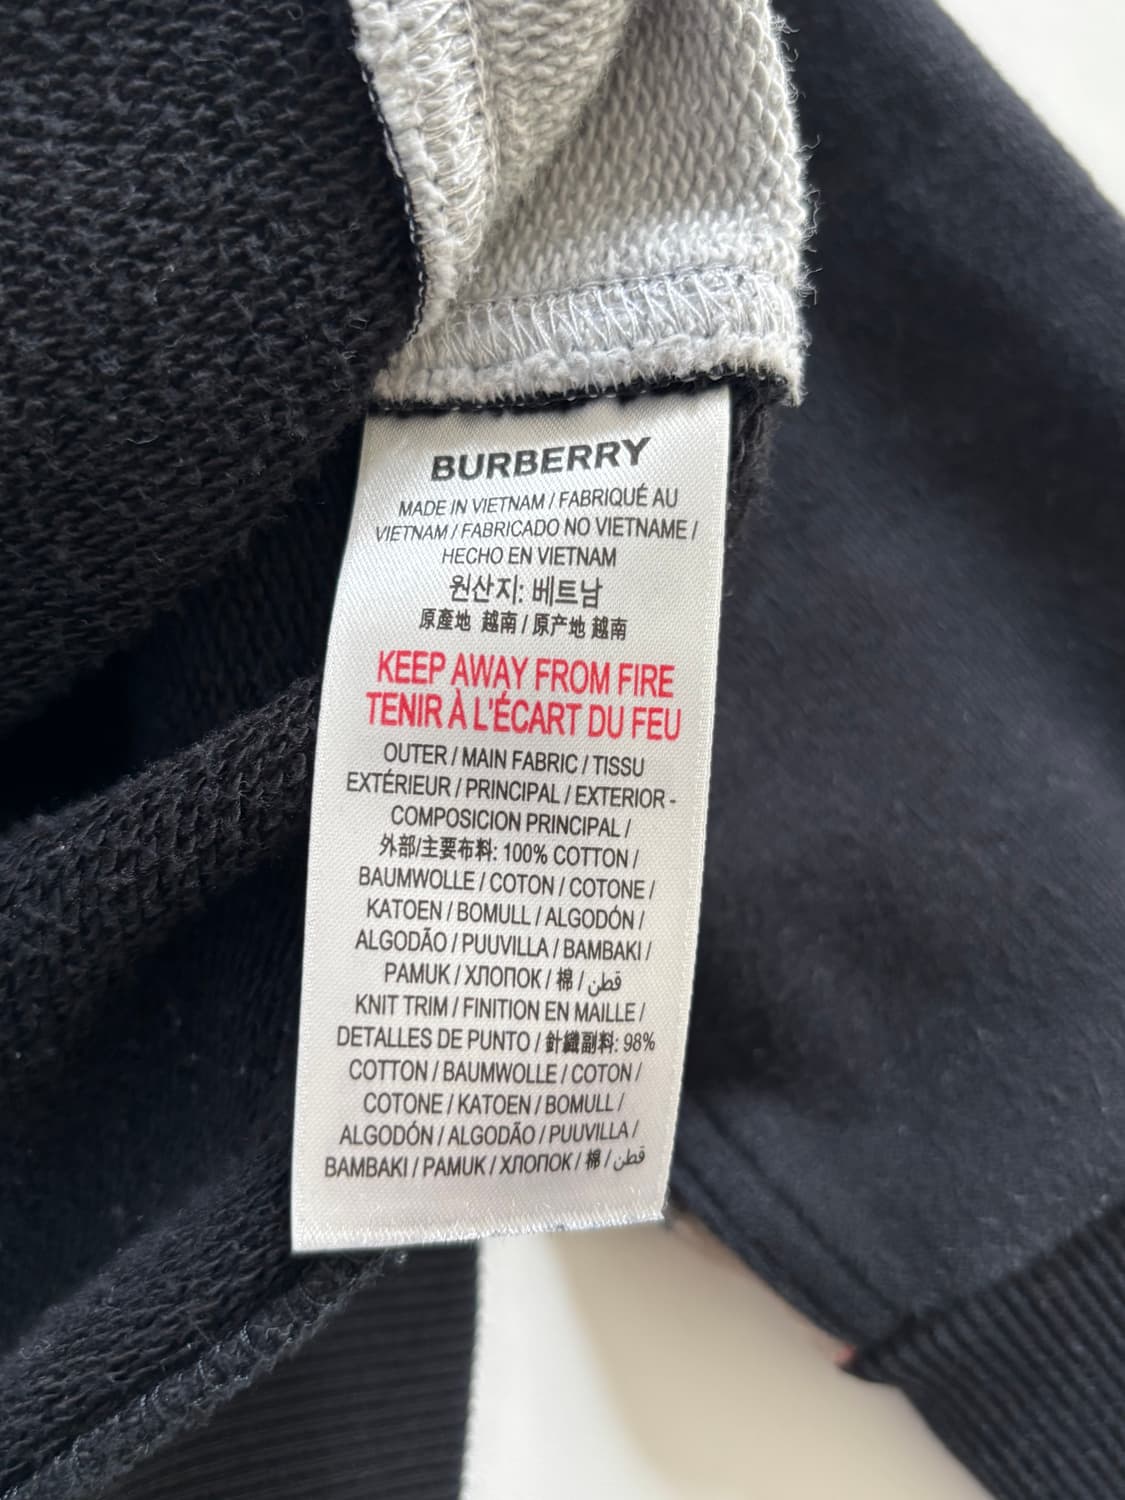 BURBERRY
MADE IN VIETNAM / FABRIQUÉ AU
VIETNAM / FABRICADO NO VIETNAME /
HECHO EN VIETNAM
원산지: 베트남
原產地 越南 / 原产地 越南
KEEP AWAY FROM FIRE
TENIR À L'ÉCART DU FEU
OUTER / MAIN FABRIC / TISSU
EXTÉRIEUR / PRINCIPAL / EXTERIOR -
COMPOSICION PRINCIPAL /
外部/主要布料: 100% COTTON /
BAUMWOLLE / COTON / COTONE /
KATOEN / BOMULL / ALGODÓN /
ALGODÃO / PUUVILLA / BAMBAKI /
PAMUK / ХЛОПОК / 棉 / قطن
KNIT TRIM / FINITION EN MAILLE /
DETALLES DE PUNTO / 針織副料: 98%
COTTON / BAUMWOLLE / COTON /
COTONE / KATOEN / BOMULL /
ALGODÓN / ALGODÃO / PUUVILLA /
BAMBAKI / PAMUK / ХЛОПОК / 棉 / قطن